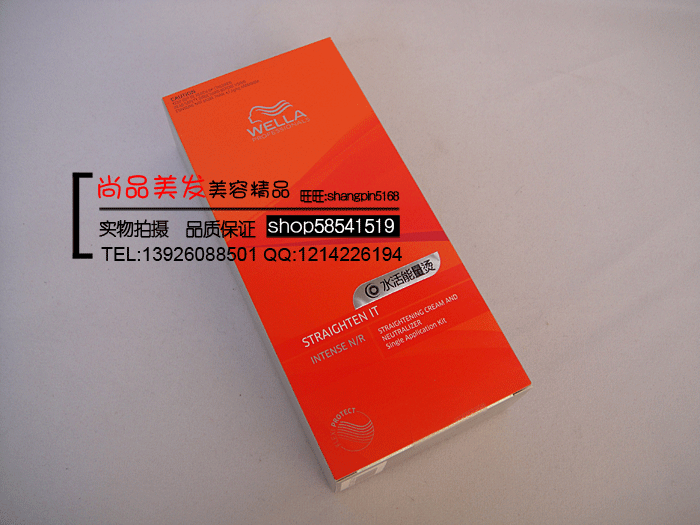 CAUTION
WELLA
PROFESSIONALS
尚品美发美容精品 旺旺:shangpin5168
实物拍摄 品质保证 shop58541519
TEL:13926088501 QQ:1214226194
水活能量烫
STRAIGHTEN IT
INTENSE N/R
STRAIGHTENING CREAM AND
NEUTRALIZER
Single Application Kit
PROTECT